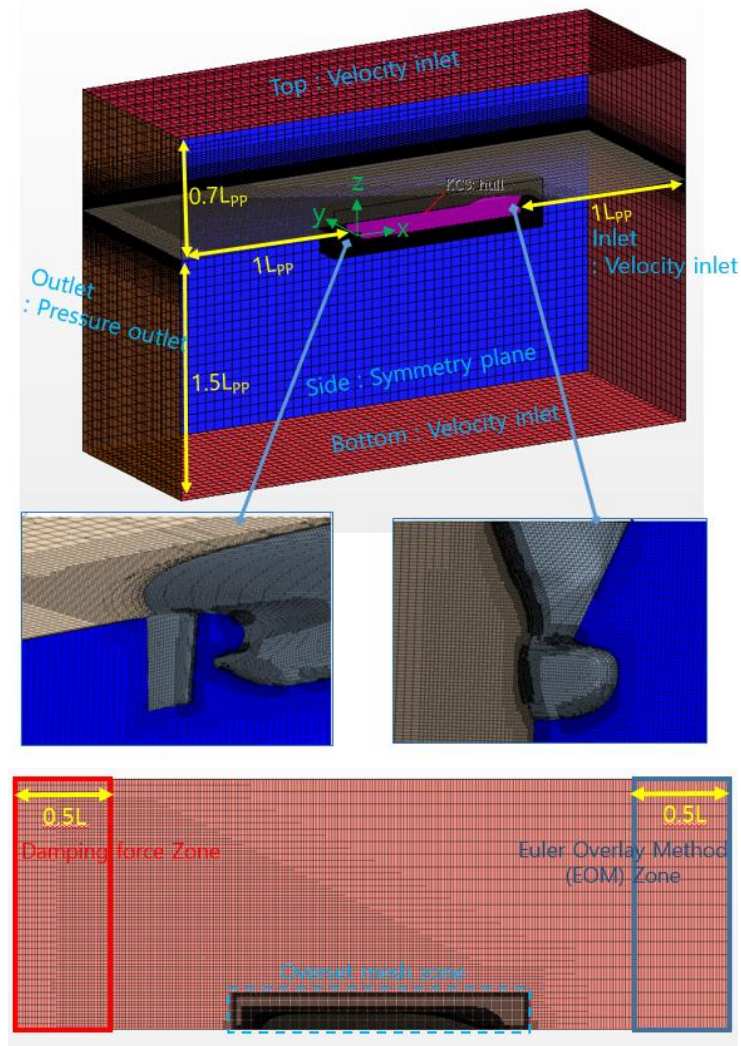 Top : Velocity inlet
0.7LPP
KCS: hull
z
y
x
1LPP
1LPP
Inlet
: Velocity inlet
Outlet
: Pressure outlet
1.5LPP
Side : Symmetry plane
Bottom : Velocity inlet
0.5L
0.5L
Damping force Zone
Euler Overlay Method
(EOM) Zone
Overset mesh zone